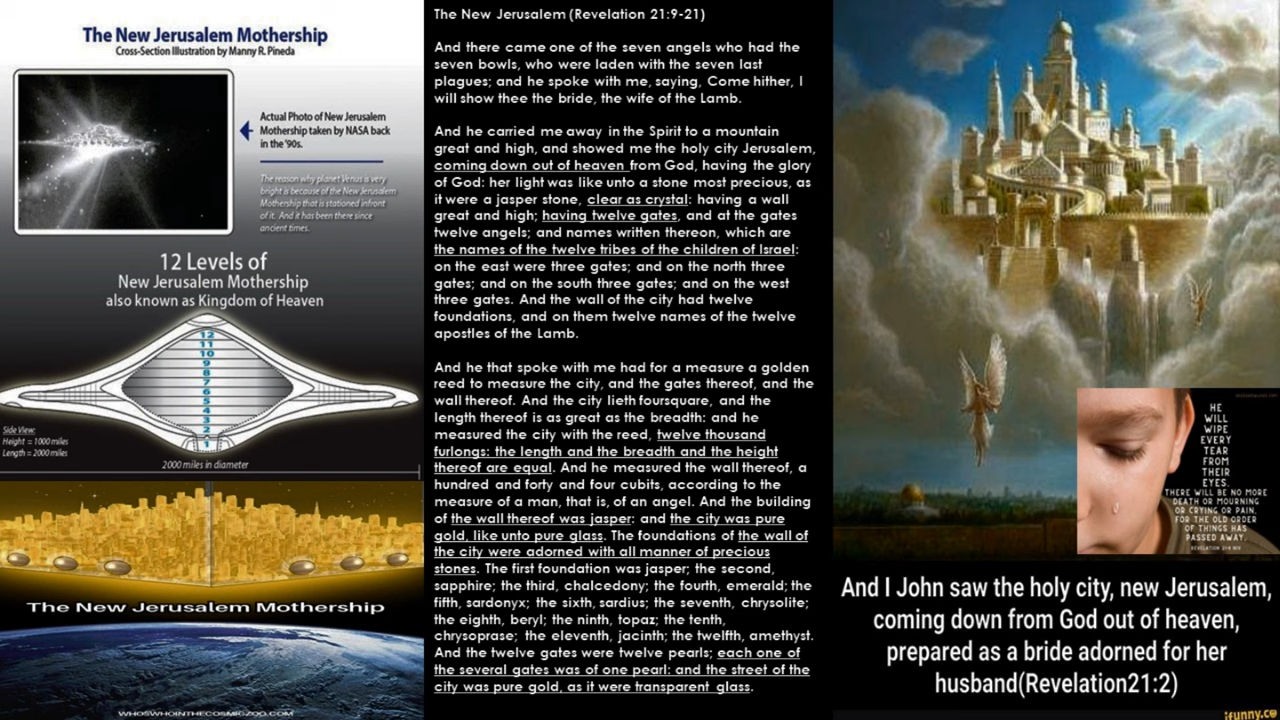 The New Jerusalem Mothership
Cross-Section Illustration by Manny R. Pineda
Actual Photo of New Jerusalem
Mothership taken by NASA back
in the '90s.
The reason why planet Venus is very
bright is because of the New Jerusalem
Mothership that is stationed infront
of it. And it has been there since
ancient times.
12 Levels of
New Jerusalem Mothership
also known as Kingdom of Heaven
12
11
10
9
8
7
6
5
4
3
2
1
Side View:
Height = 1000 miles
Length = 2000 miles
2000 miles in diameter
The New Jerusalem Mothership
WHOSWHOINTHECOSMICZOO.COM
The New Jerusalem (Revelation 21:9-21)
And there came one of the seven angels who had the
seven bowls, who were laden with the seven last
plagues; and he spoke with me, saying, Come hither, I
will show thee the bride, the wife of the Lamb.
And he carried me away in the Spirit to a mountain
great and high, and showed me the holy city Jerusalem,
coming down out of heaven from God, having the glory
of God: her light was like unto a stone most precious, as
it were a jasper stone, clear as crystal: having a wall
great and high; having twelve gates, and at the gates
twelve angels; and names written thereon, which are
the names of the twelve tribes of the children of Israel:
on the east were three gates; and on the north three
gates; and on the south three gates; and on the west
three gates. And the wall of the city had twelve
foundations, and on them twelve names of the twelve
apostles of the Lamb.
And he that spoke with me had for a measure a golden
reed to measure the city, and the gates thereof, and the
wall thereof. And the city lieth foursquare, and the
length thereof is as great as the breadth: and he
measured the city with the reed, twelve thousand
furlongs: the length and the breadth and the height
thereof are equal. And he measured the wall thereof, a
hundred and forty and four cubits, according to the
measure of a man, that is, of an angel. And the building
of the wall thereof was jasper: and the city was pure
gold, like unto pure glass. The foundations of the wall of
the city were adorned with all manner of precious
stones. The first foundation was jasper; the second,
sapphire; the third, chalcedony; the fourth, emerald; the
fifth, sardonyx; the sixth, sardius; the seventh, chrysolite;
the eighth, beryl; the ninth, topaz; the tenth,
chrysoprase; the eleventh, jacinth; the twelfth, amethyst.
And the twelve gates were twelve pearls; each one of
the several gates was of one pearl: and the street of the
city was pure gold, as it were transparent glass.
HE
WILL
WIPE
EVERY
TEAR
FROM
THEIR
EYES.
THERE WILL BE NO MORE
DEATH OR MOURNING
OR CRYING OR PAIN,
FOR THE OLD ORDER
OF THINGS HAS
PASSED AWAY.
REVELATION 21:4 NIV
And I John saw the holy city, new Jerusalem,
coming down from God out of heaven,
prepared as a bride adorned for her
husband(Revelation21:2)
ifunny.co